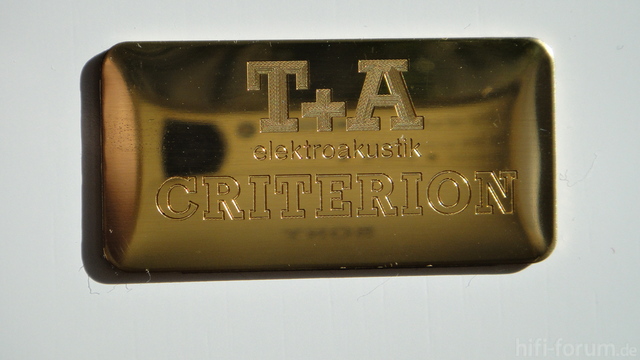 T+A
elektroakustik
CRITERION
hifi-forum.de